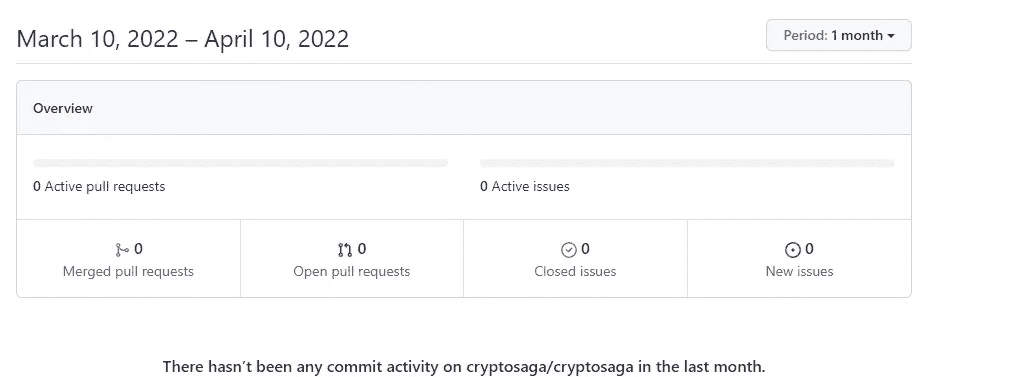 March 10, 2022 – April 10, 2022
Period: 1 month
Overview
0 Active pull requests
0 Active issues
0
Merged pull requests
0
Open pull requests
0
Closed issues
0
New issues
There hasn't been any commit activity on cryptosaga/cryptosaga in the last month.